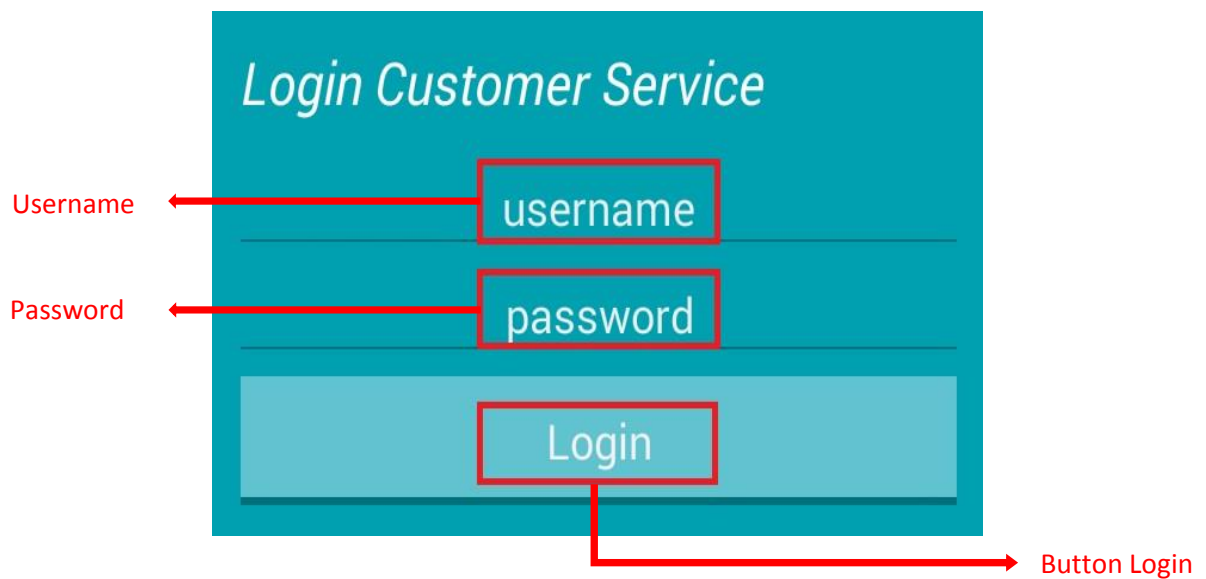 Login Customer Service
Username
username
Password
password
Login
Button Login